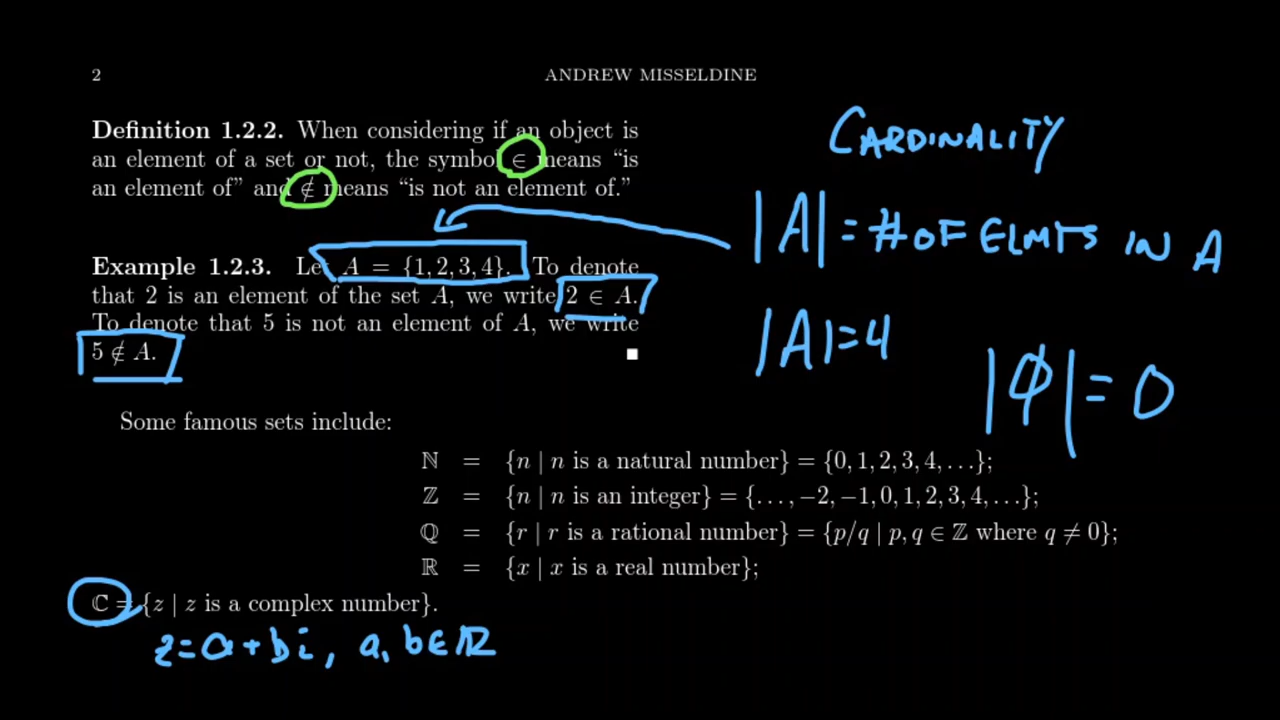 2 ANDREW MISSELDINE
Definition 1.2.2. When considering if an object is
an element of a set or not, the symbol ∈ means “is
an element of” and ∉ means “is not an element of.”
Example 1.2.3. Let A = {1, 2, 3, 4}. To denote
that 2 is an element of the set A, we write 2 ∈ A.
To denote that 5 is not an element of A, we write
5 ∉ A. ■
CARDINALITY
|A| = # OF ELMTS IN A
|A| = 4
|∅| = 0
Some famous sets include:
ℕ = {n | n is a natural number} = {0, 1, 2, 3, 4, . . .};
ℤ = {n | n is an integer} = {. . . , −2, −1, 0, 1, 2, 3, 4, . . .};
ℚ = {r | r is a rational number} = {p/q | p, q ∈ ℤ where q ≠ 0};
ℝ = {x | x is a real number};
ℂ = {z | z is a complex number}.
z = a + bi, a, b ∈ ℝ